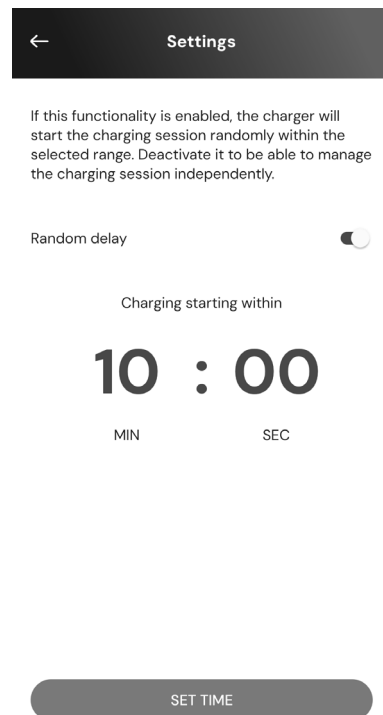 Settings
If this functionality is enabled, the charger will
start the charging session randomly within the
selected range. Deactivate it to be able to manage
the charging session independently.
Random delay
Charging starting within
10 : 00
MIN SEC
SET TIME